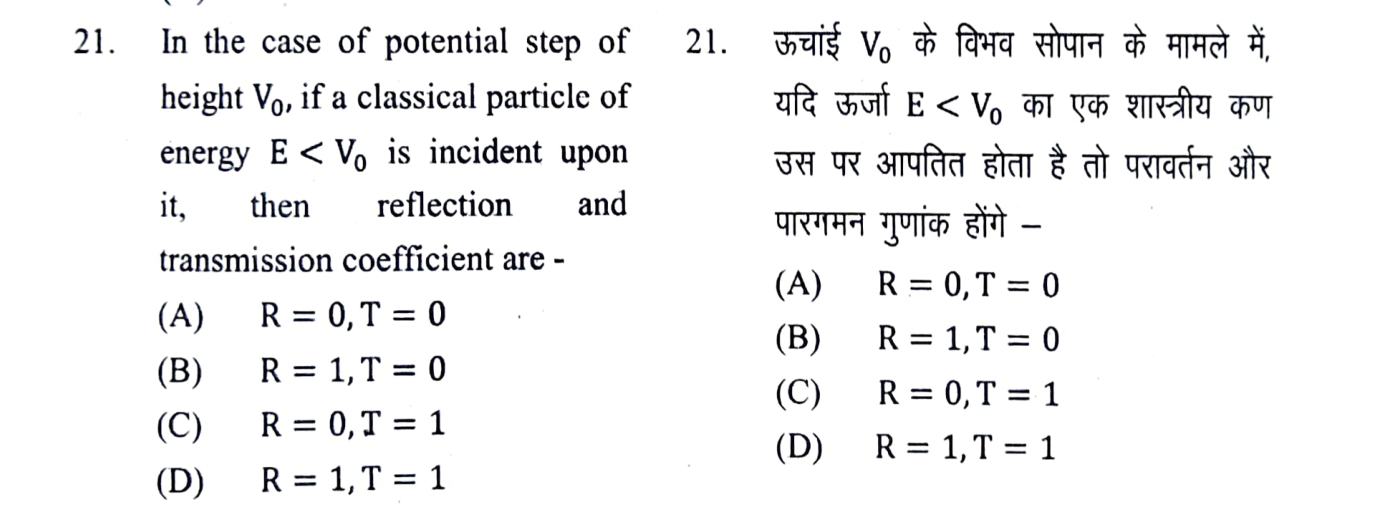 21. In the case of potential step of
height V₀, if a classical particle of
energy E < V₀ is incident upon
it, then reflection and
transmission coefficient are -
(A) R = 0, T = 0
(B) R = 1, T = 0
(C) R = 0, T = 1
(D) R = 1, T = 1
21. ऊचांई V₀ के विभव सोपान के मामले में,
यदि ऊर्जा E < V₀ का एक शास्त्रीय कण
उस पर आपतित होता है तो परावर्तन और
पारगमन गुणांक होंगे –
(A) R = 0, T = 0
(B) R = 1, T = 0
(C) R = 0, T = 1
(D) R = 1, T = 1